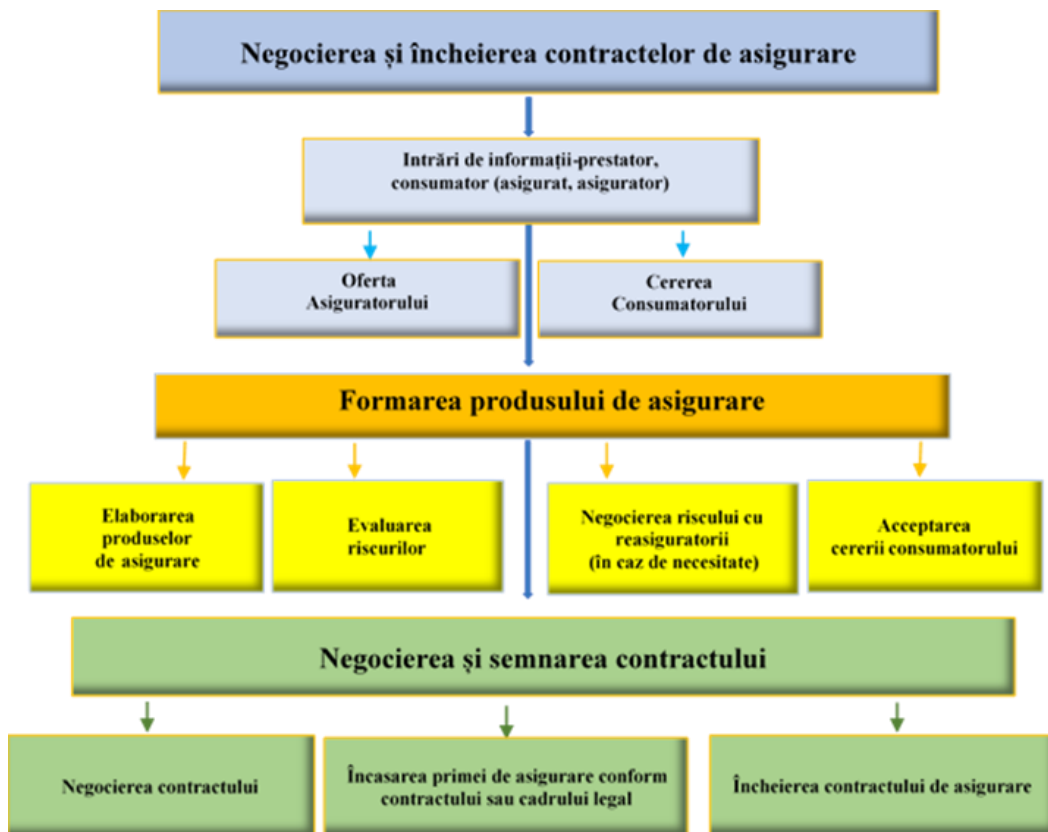 Negocierea și încheierea contractelor de asigurare
Intrări de informații-prestator,
consumator (asigurat, asigurator)
Oferta
Asiguratorului
Cererea
Consumatorului
Formarea produsului de asigurare
Elaborarea
produselor
de asigurare
Evaluarea
riscurilor
Negocierea riscului cu
reasiguratorii
(în caz de necesitate)
Acceptarea
cererii consumatorului
Negocierea și semnarea contractului
Negocierea contractului
Încasarea primei de asigurare conform
contractului sau cadrului legal
Încheierea contractului de asigurare